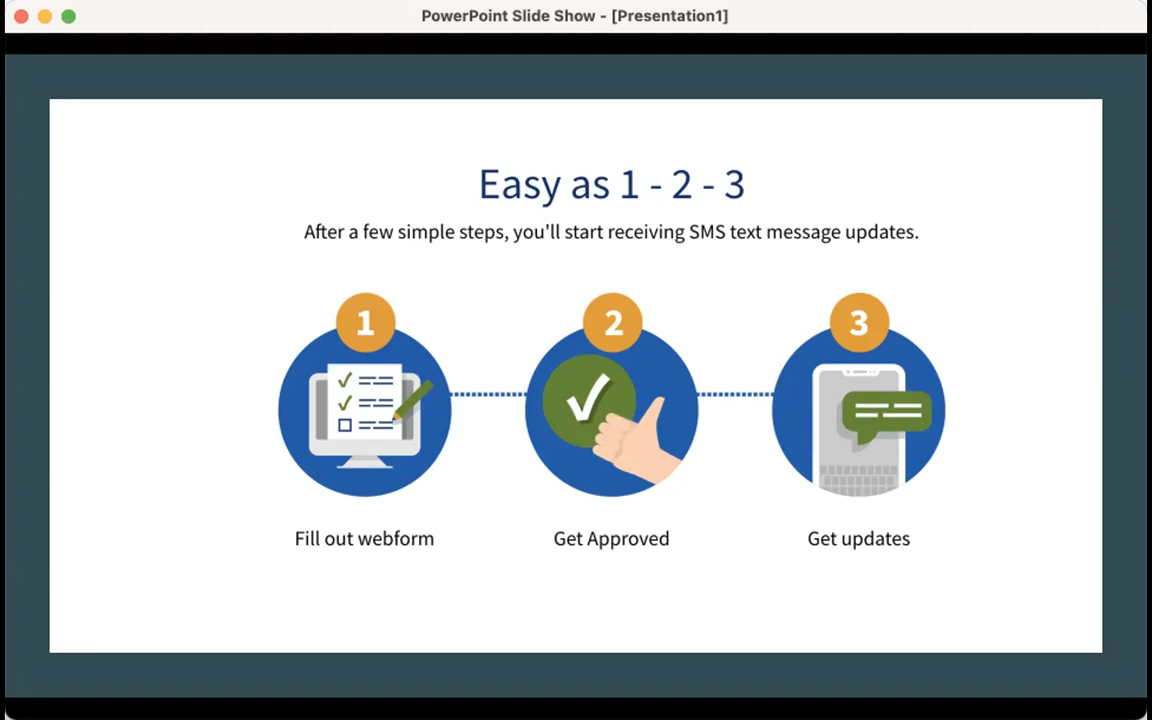 PowerPoint Slide Show - [Presentation1]
Easy as 1 - 2 - 3
After a few simple steps, you'll start receiving SMS text message updates.
1
2
3
Fill out webform
Get Approved
Get updates